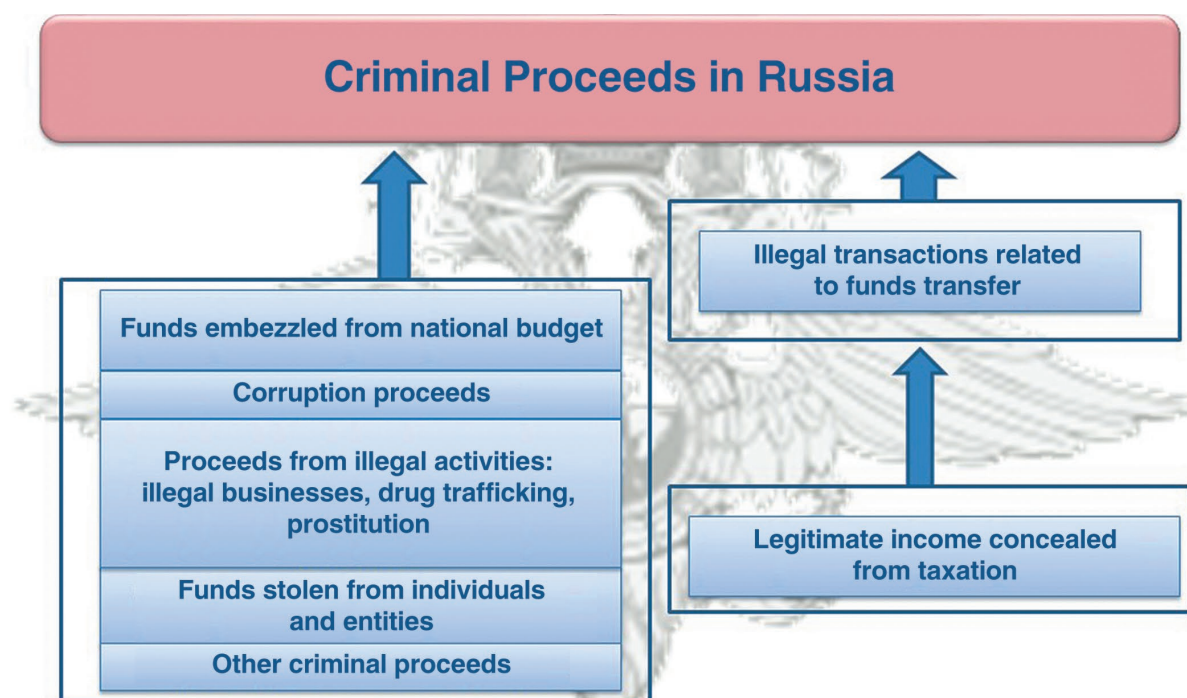 Criminal Proceeds in Russia
Funds embezzled from national budget
Corruption proceeds
Proceeds from illegal activities:
illegal businesses, drug trafficking,
prostitution
Funds stolen from individuals
and entities
Other criminal proceeds
Illegal transactions related
to funds transfer
Legitimate income concealed
from taxation